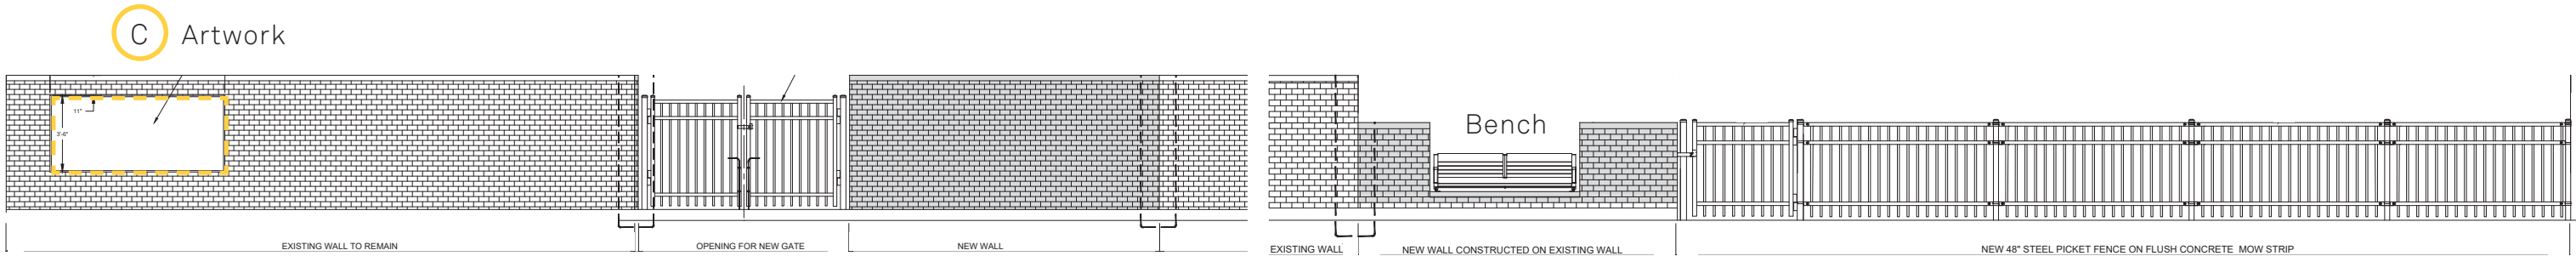 C Artwork
11"
3'-6"
Bench
EXISTING WALL TO REMAIN
OPENING FOR NEW GATE
NEW WALL
EXISTING WALL
NEW WALL CONSTRUCTED ON EXISTING WALL
NEW 48" STEEL PICKET FENCE ON FLUSH CONCRETE MOW STRIP